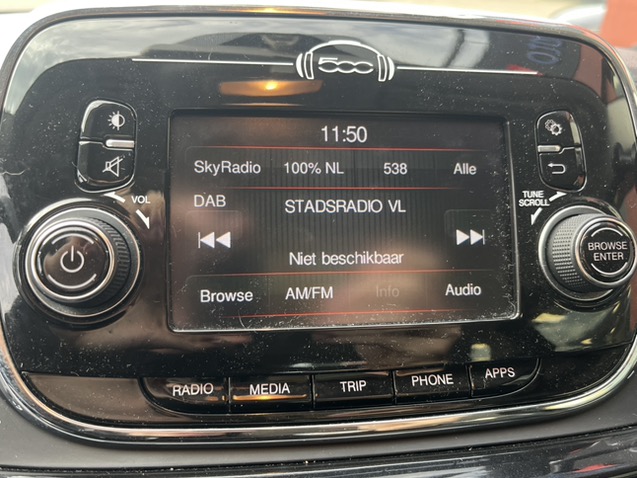 500
11:50
SkyRadio 100% NL 538 Alle
DAB STADSRADIO VL
Niet beschikbaar
Browse AM/FM Info Audio
VOL
TUNE
SCROLL
BROWSE
ENTER
RADIO MEDIA TRIP PHONE APPS